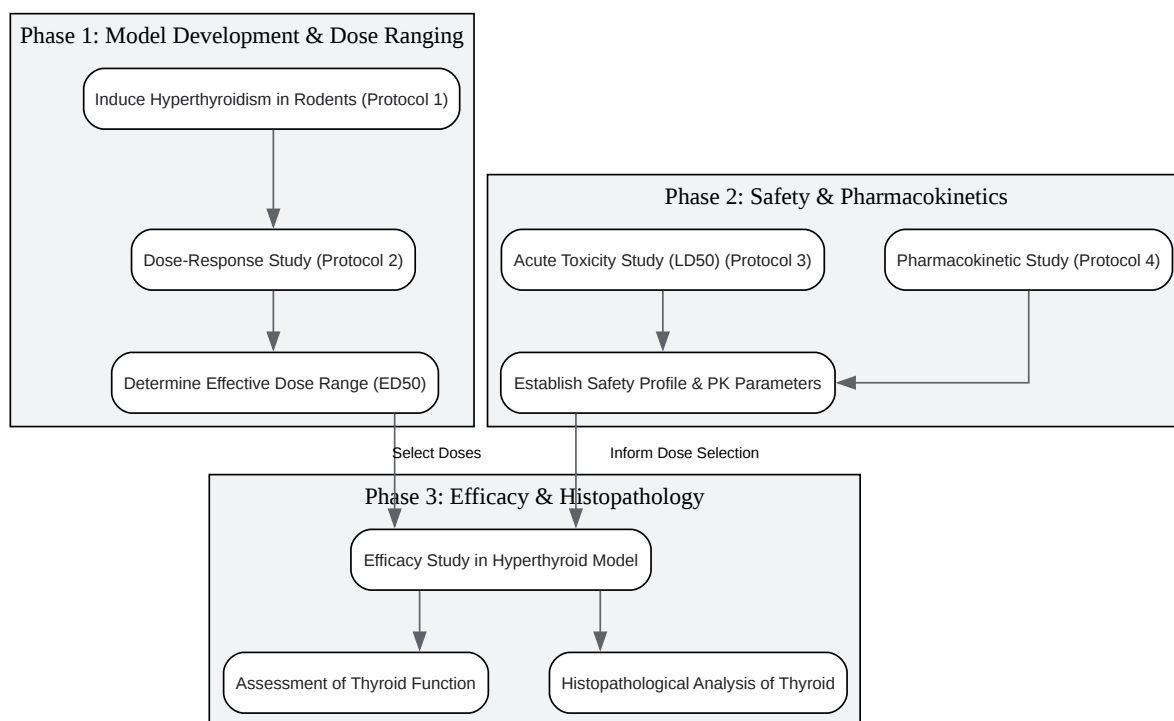 Phase 1: Model Development & Dose Ranging
Induce Hyperthyroidism in Rodents (Protocol 1)
Dose-Response Study (Protocol 2)
Determine Effective Dose Range (ED50)
Phase 2: Safety & Pharmacokinetics
Acute Toxicity Study (LD50) (Protocol 3)
Pharmacokinetic Study (Protocol 4)
Establish Safety Profile & PK Parameters
Select Doses
Inform Dose Selection
Phase 3: Efficacy & Histopathology
Efficacy Study in Hyperthyroid Model
Assessment of Thyroid Function
Histopathological Analysis of Thyroid